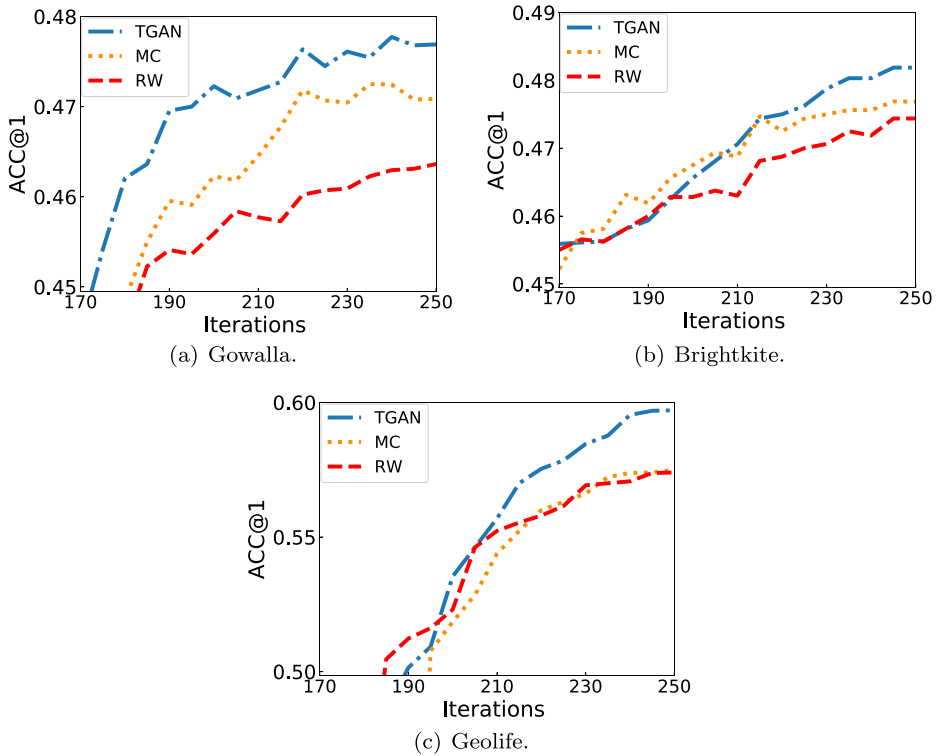 0.48
0.47
0.46
0.45
ACC@1
TGAN
MC
RW
170 190 210 230 250
Iterations
(a) Gowalla.
0.49
0.48
0.47
0.46
0.45
ACC@1
TGAN
MC
RW
170 190 210 230 250
Iterations
(b) Brightkite.
0.60
0.55
0.50
ACC@1
TGAN
MC
RW
170 190 210 230 250
Iterations
(c) Geolife.